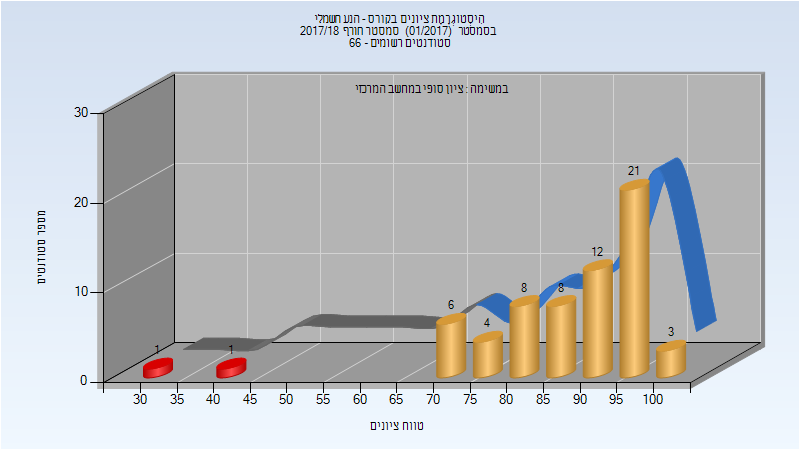 היסטוגרמת ציונים בקורס - הנע חשמלי
בסמסטר (01/2017) סמסטר חורף 2017/18
סטודנטים רשומים - 66
במשימה : ציון סופי במחשב המרכזי
מספר סטודנטים
30
20
10
0
1
1
6
4
8
8
12
21
3
30 35 40 45 50 55 60 65 70 75 80 85 90 95 100
טווח ציונים